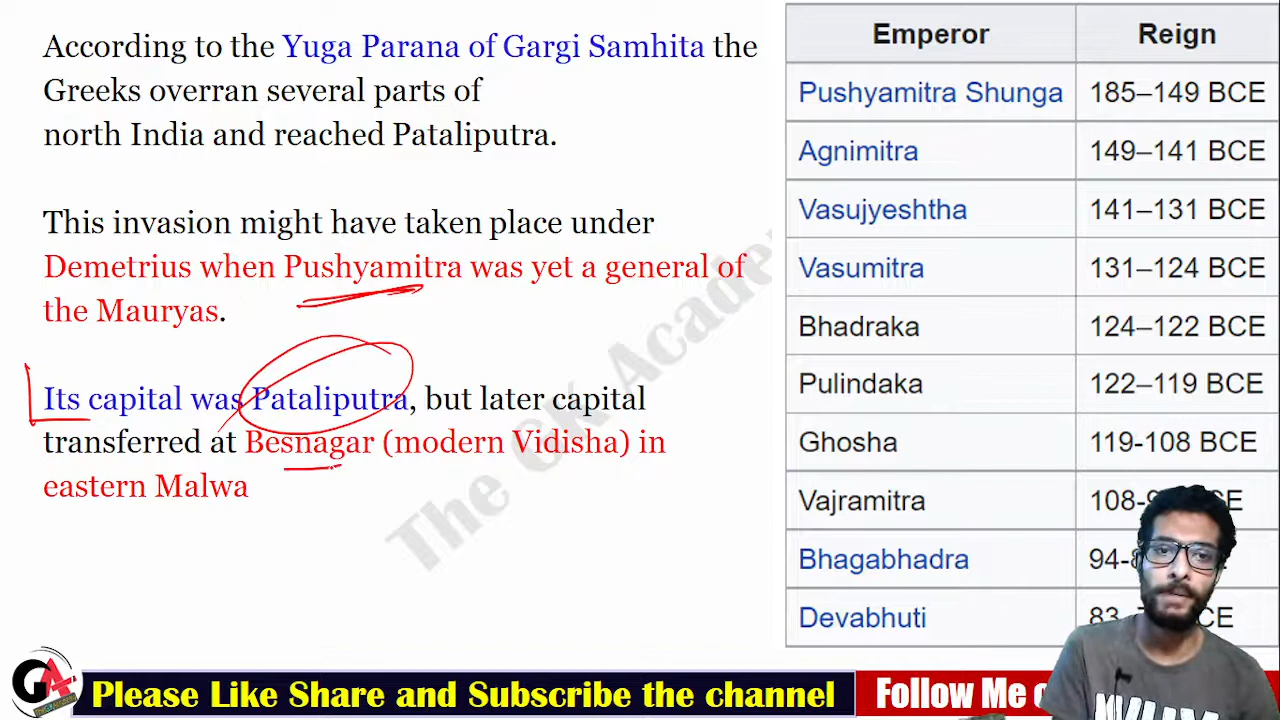 According to the Yuga Parana of Gargi Samhita the
Greeks overran several parts of
north India and reached Pataliputra.
This invasion might have taken place under
Demetrius when Pushyamitra was yet a general of
the Mauryas.
Its capital was Pataliputra, but later capital
transferred at Besnagar (modern Vidisha) in
eastern Malwa
Emperor Reign
Pushyamitra Shunga 185–149 BCE
Agnimitra 149–141 BCE
Vasujyeshtha 141–131 BCE
Vasumitra 131–124 BCE
Bhadraka 124–122 BCE
Pulindaka 122–119 BCE
Ghosha 119-108 BCE
Vajramitra 108-
Bhagabhadra 94-
Devabhuti 83
The GK Academ
GA
Please Like Share and Subscribe the channel
Follow Me